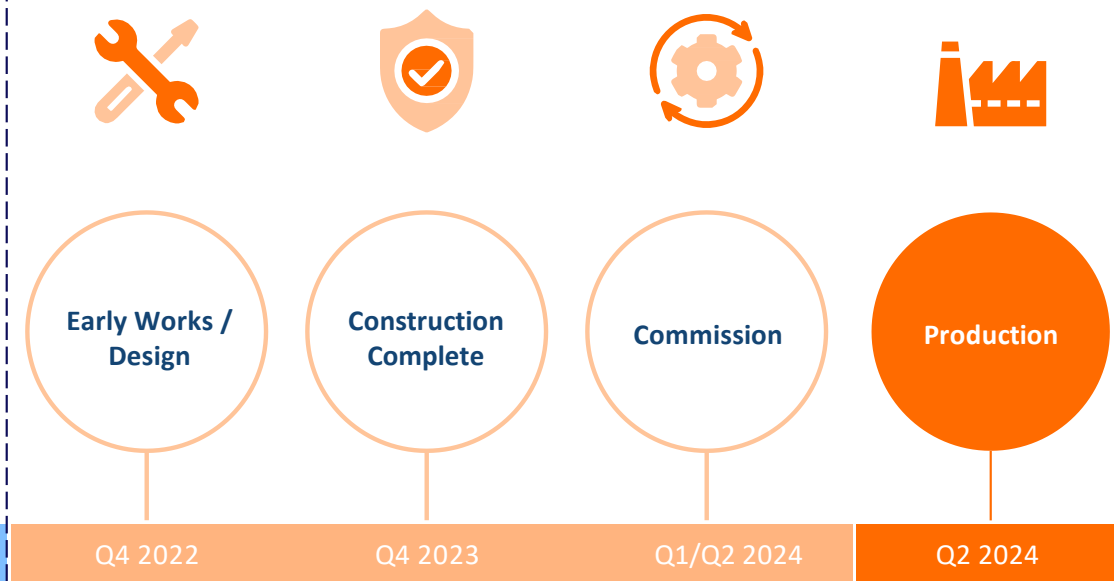 Early Works /
Design
Construction
Complete
Commission
Production
Q4 2022
Q4 2023
Q1/Q2 2024
Q2 2024